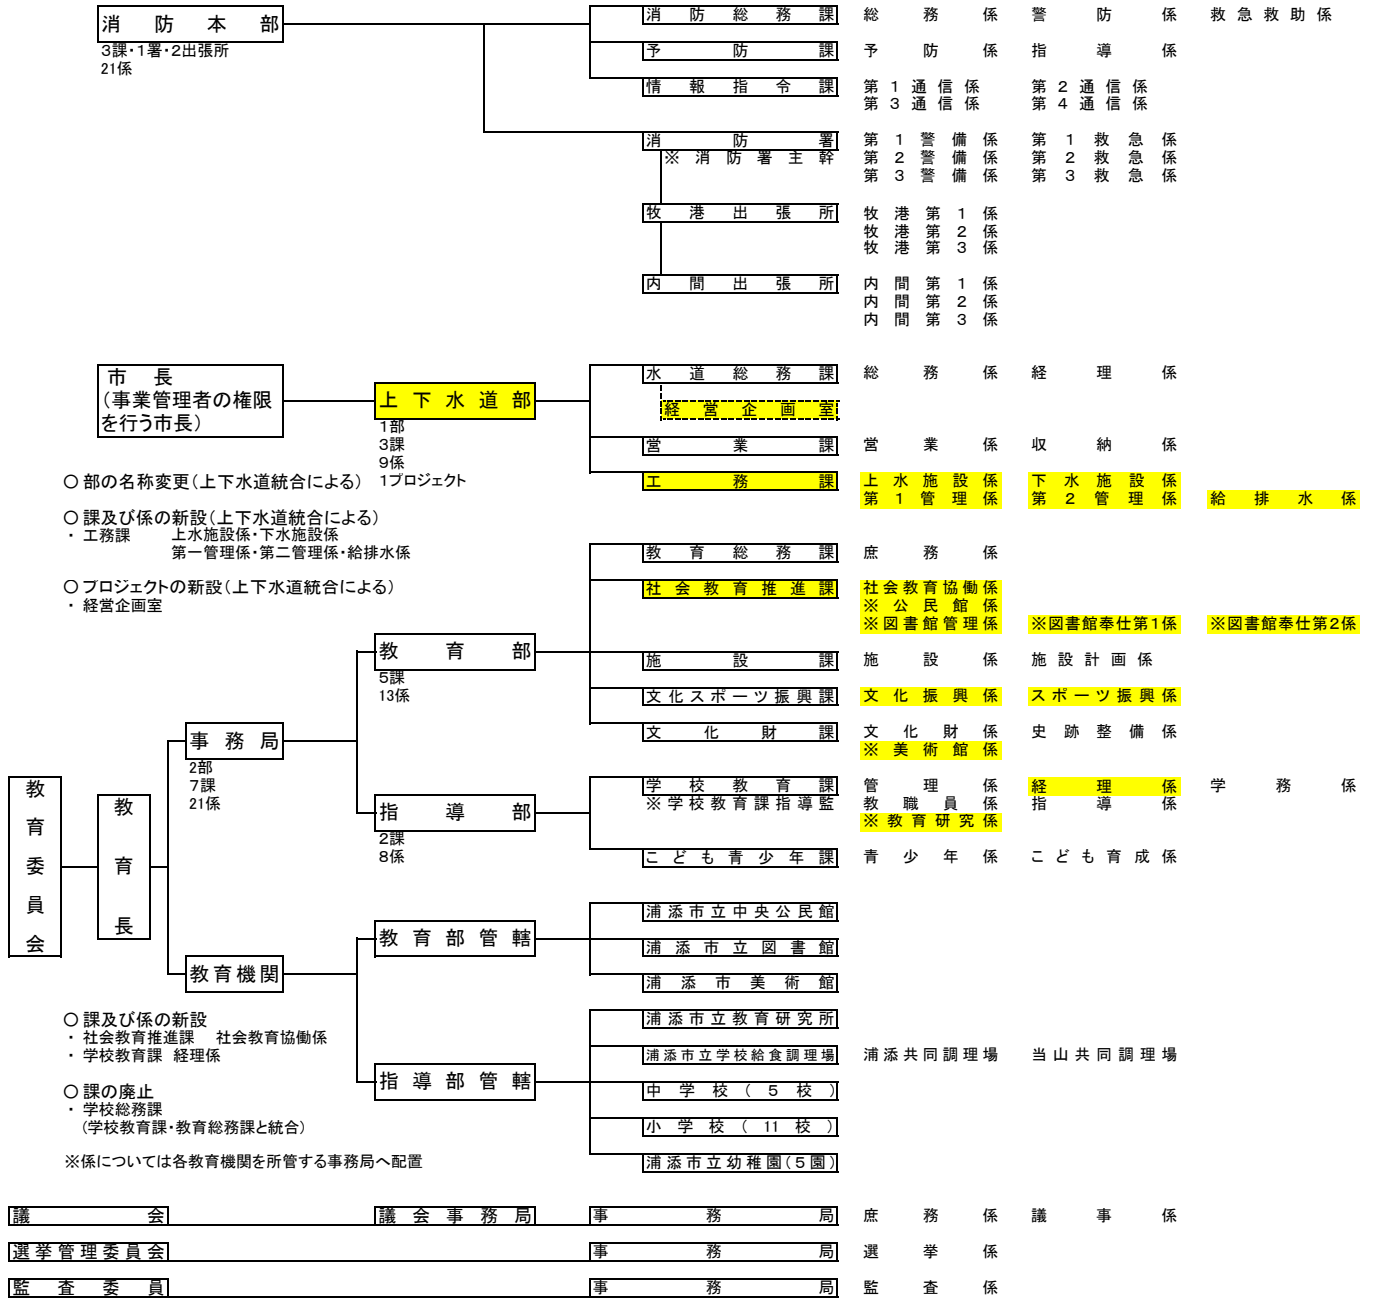 消防本部
3課・1署・2出張所
21係
消防総務課 総務係 警防係 救急救助係
予防課 予防係 指導係
情報指令課 第1通信係 第2通信係
第3通信係 第4通信係
消防署 第1警備係 第1救急係
※消防署主幹 第2警備係 第2救急係
第3警備係 第3救急係
牧港出張所 牧港第1係
牧港第2係
牧港第3係
内間出張所 内間第1係
内間第2係
内間第3係
市長
(事業管理者の権限
を行う市長)
上下水道部
1部
3課
9係
1プロジェクト
水道総務課 総務係 経理係
経営企画室
営業課 営業係 収納係
工務課 上水施設係 下水施設係
第1管理係 第2管理係 給排水係
○部の名称変更(上下水道統合による)
○課及び係の新設(上下水道統合による)
・工務課 上水施設係・下水施設係
第一管理係・第二管理係・給排水係
○プロジェクトの新設(上下水道統合による)
・経営企画室
教育委員会
教育長
事務局
2部
7課
21係
教育部
5課
13係
教育総務課 庶務係
社会教育推進課 社会教育協働係
※公民館係
※図書館管理係 ※図書館奉仕第1係 ※図書館奉仕第2係
施設課 施設係 施設計画係
文化スポーツ振興課 文化振興係 スポーツ振興係
文化財課 文化財係 史跡整備係
※美術館係
指導部
2課
8係
学校教育課 管理係 経理係 学務係
※学校教育課指導監 教職員係 指導係
※教育研究係
こども青少年課 青少年係 こども育成係
教育機関
教育部管轄
浦添市立中央公民館
浦添市立図書館
浦添市美術館
指導部管轄
浦添市立教育研究所
浦添市立学校給食調理場 浦添共同調理場 当山共同調理場
中学校(5校)
小学校(11校)
浦添市立幼稚園(5園)
○課及び係の新設
・社会教育推進課 社会教育協働係
・学校教育課 経理係
○課の廃止
・学校総務課
(学校教育課・教育総務課と統合)
※係については各教育機関を所管する事務局へ配置
議会 議会事務局 事務局 庶務係 議事係
選挙管理委員会 事務局 選挙係
監査委員 事務局 監査係